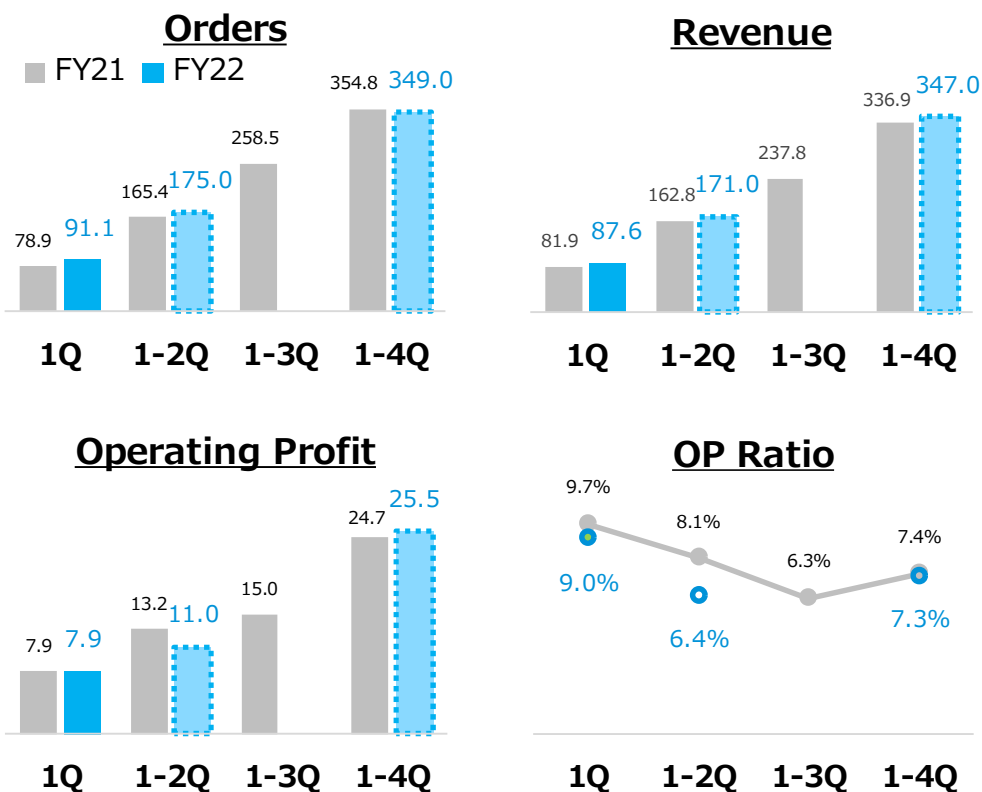 Orders
FY21 FY22
78.9 91.1 165.4 175.0 258.5 354.8 349.0
1Q 1-2Q 1-3Q 1-4Q
Revenue
81.9 87.6 162.8 171.0 237.8 336.9 347.0
1Q 1-2Q 1-3Q 1-4Q
Operating Profit
7.9 7.9 13.2 11.0 15.0 24.7 25.5
1Q 1-2Q 1-3Q 1-4Q
OP Ratio
9.7% 8.1% 6.3% 7.4%
9.0% 6.4% 7.3%
1Q 1-2Q 1-3Q 1-4Q